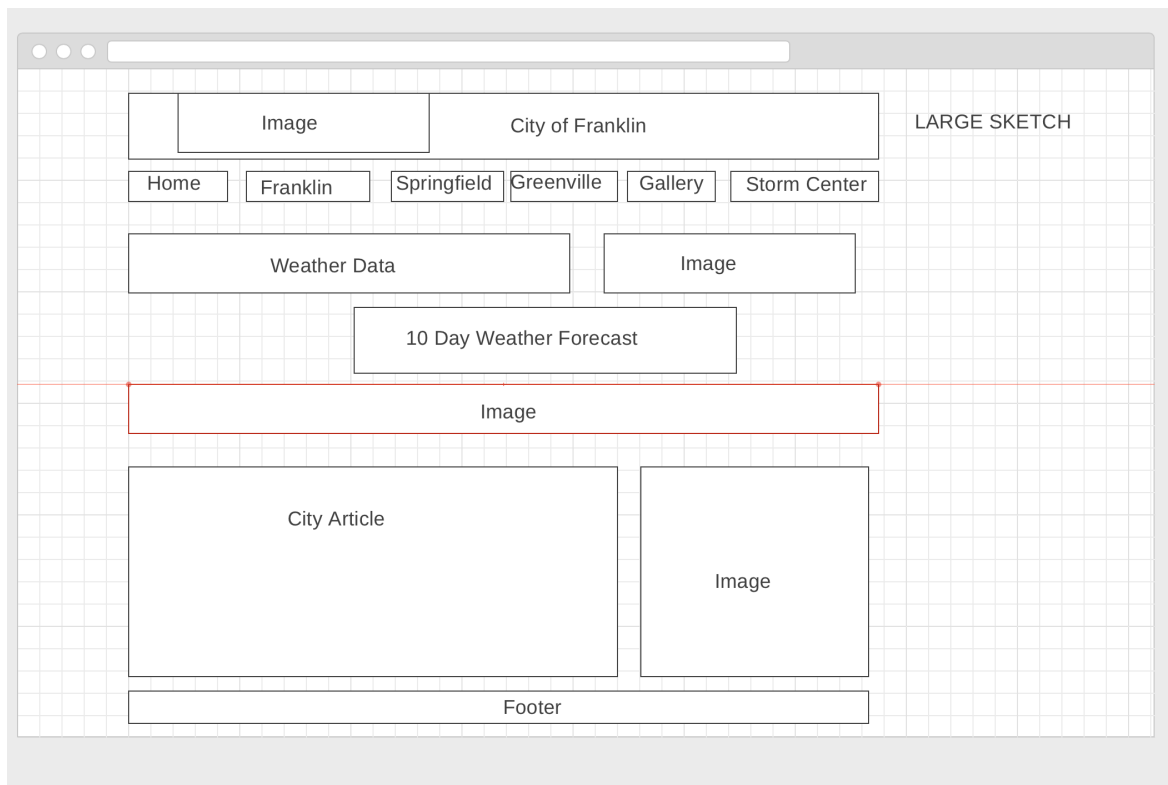 Image
City of Franklin
LARGE SKETCH
Home
Franklin
Springfield
Greenville
Gallery
Storm Center
Weather Data
Image
10 Day Weather Forecast
Image
City Article
Image
Footer